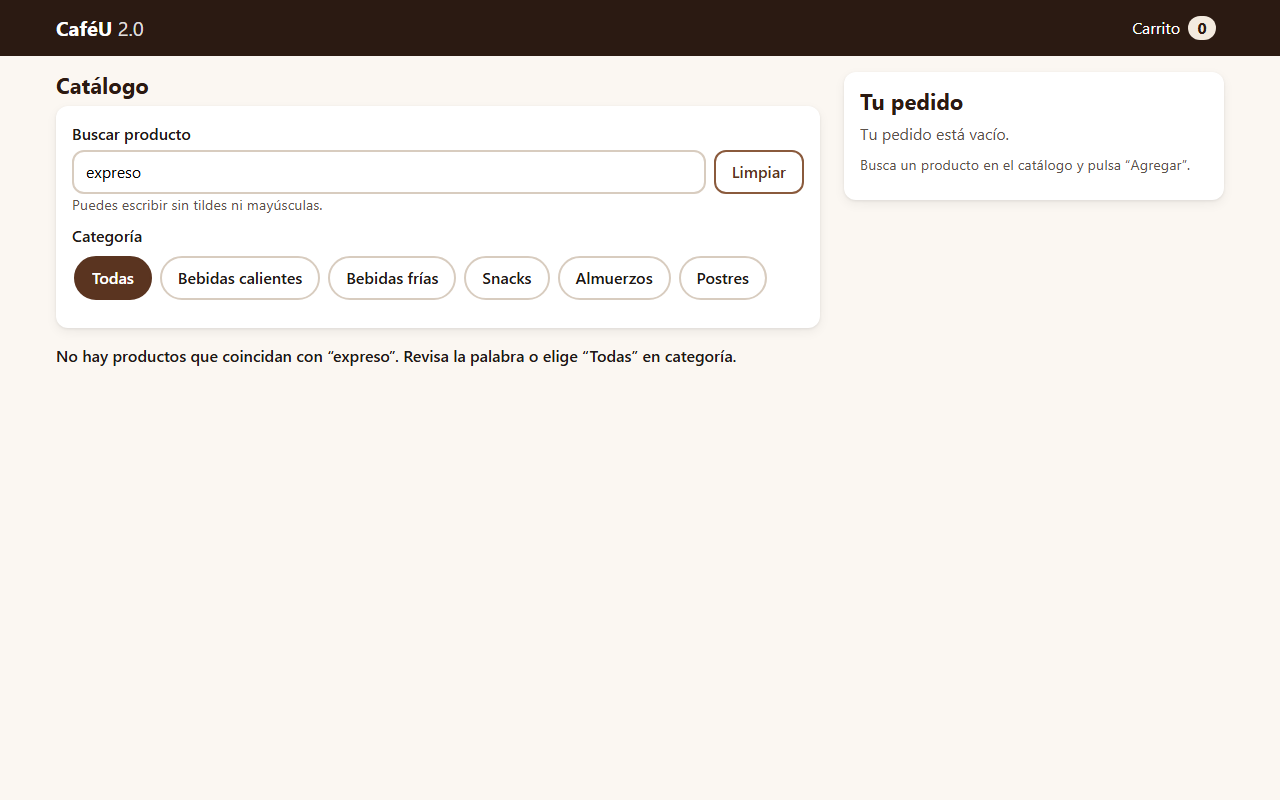 CaféU 2.0
Carrito 0
Catálogo
Buscar producto
expreso
Limpiar
Puedes escribir sin tildes ni mayúsculas.
Categoría
Todas
Bebidas calientes
Bebidas frías
Snacks
Almuerzos
Postres
No hay productos que coincidan con “expreso”. Revisa la palabra o elige “Todas” en categoría.
Tu pedido
Tu pedido está vacío.
Busca un producto en el catálogo y pulsa “Agregar”.